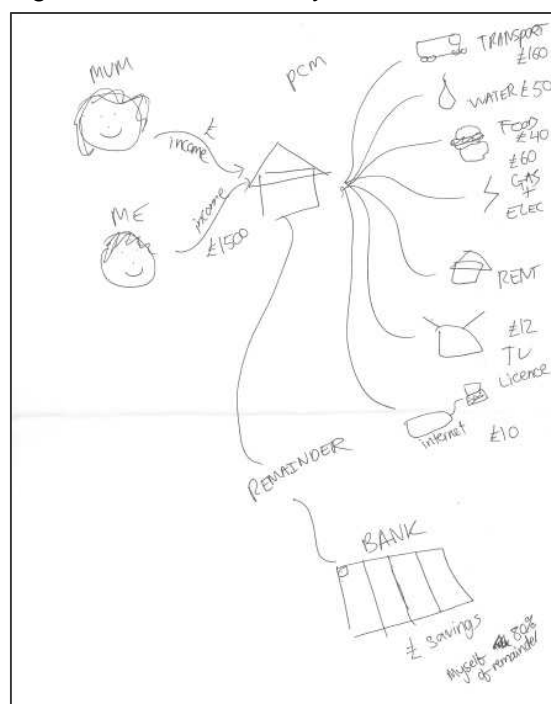 MUM
PCM
TRANSPORT
£160
£
income
WATER £50
FOOD
£40
£60
GAS
+
ELEC
ME
income
£1500
RENT
£12
TV
Licence
internet
£10
REMAINDER
BANK
£ savings
Myself 80%
of remainder